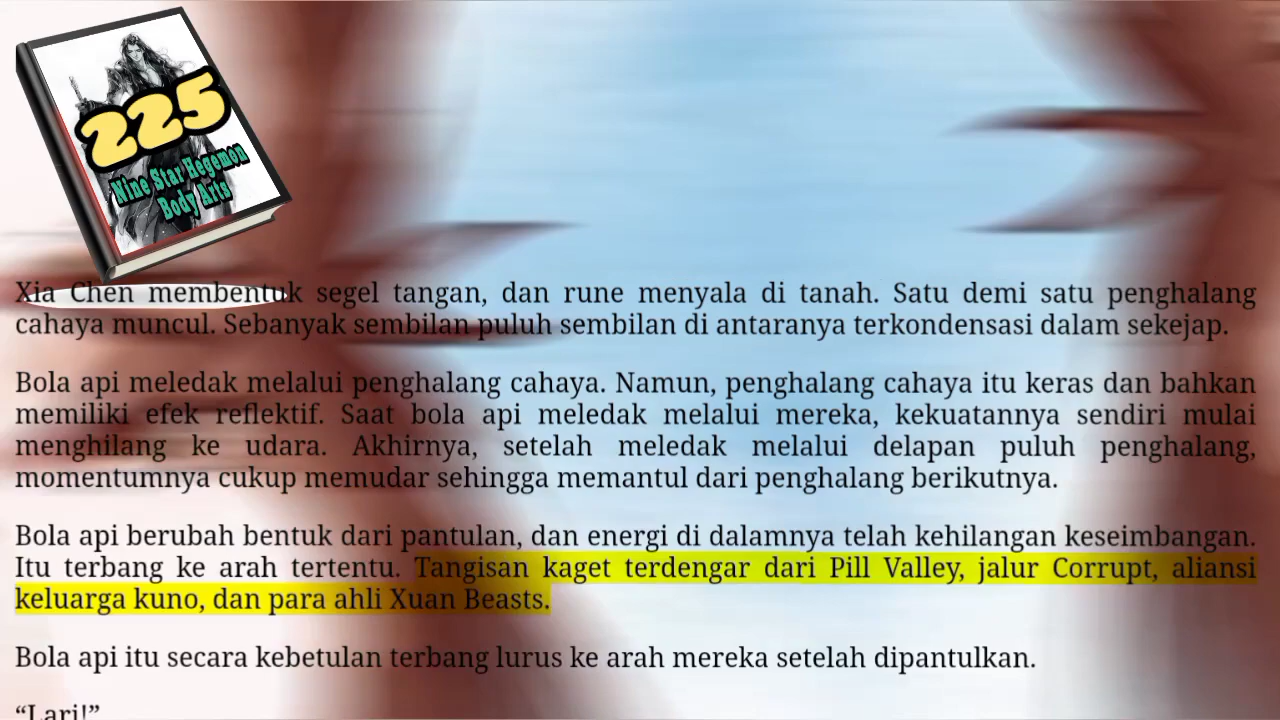 225
Nine Star Hegemon
Body Arts
Xia Chen membentuk segel tangan, dan rune menyala di tanah. Satu demi satu penghalang
cahaya muncul. Sebanyak sembilan puluh sembilan di antaranya terkondensasi dalam sekejap.
Bola api meledak melalui penghalang cahaya. Namun, penghalang cahaya itu keras dan bahkan
memiliki efek reflektif. Saat bola api meledak melalui mereka, kekuatannya sendiri mulai
menghilang ke udara. Akhirnya, setelah meledak melalui delapan puluh penghalang,
momentumnya cukup memudar sehingga memantul dari penghalang berikutnya.
Bola api berubah bentuk dari pantulan, dan energi di dalamnya telah kehilangan keseimbangan.
Itu terbang ke arah tertentu. Tangisan kaget terdengar dari Pill Valley, jalur Corrupt, aliansi
keluarga kuno, dan para ahli Xuan Beasts.
Bola api itu secara kebetulan terbang lurus ke arah mereka setelah dipantulkan.
“Lari!”